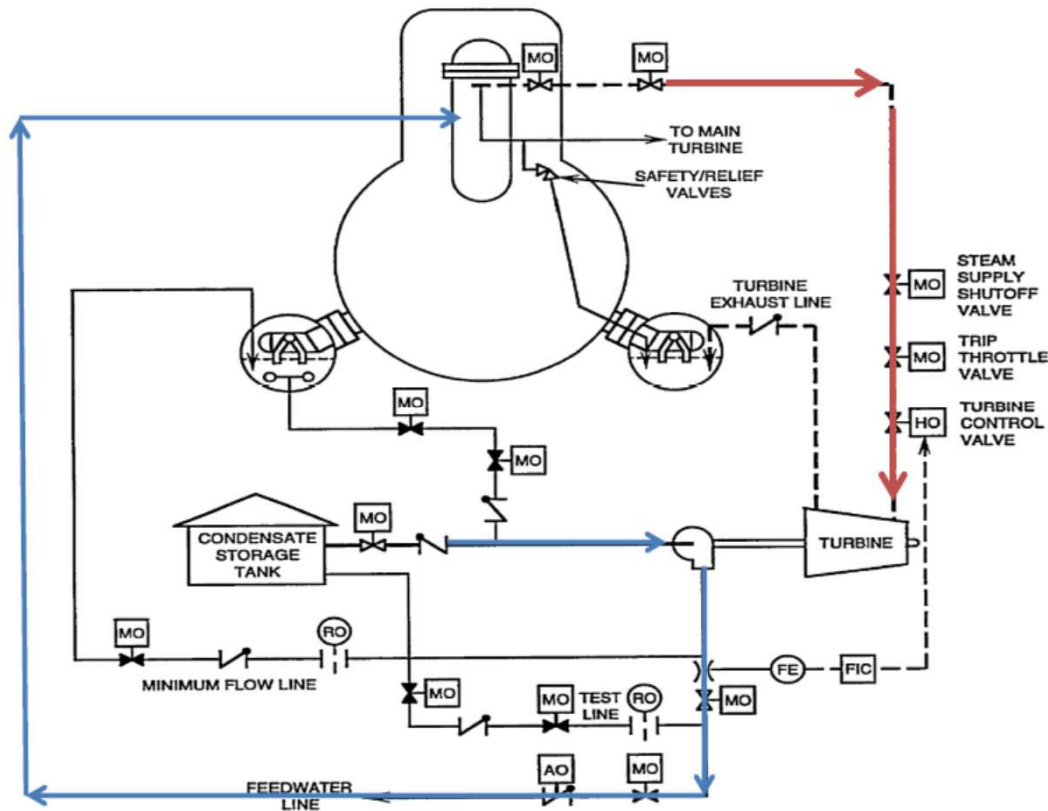 MO
MO
TO MAIN
TURBINE
SAFETY/RELIEF
VALVES
STEAM
SUPPLY
SHUTOFF
VALVE
MO
TURBINE
EXHAUST LINE
TRIP
THROTTLE
VALVE
MO
TURBINE
CONTROL
VALVE
HO
MO
MO
MO
CONDENSATE
STORAGE
TANK
TURBINE
MO
RO
MINIMUM FLOW LINE
FE
FIC
MO
MO
TEST
LINE
RO
MO
AO
MO
FEEDWATER
LINE